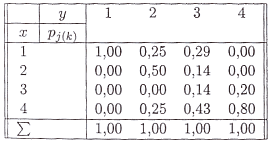 y 1 2 3 4
x p_{j(k)}
1 1,00 0,25 0,29 0,00
2 0,00 0,50 0,14 0,00
3 0,00 0,00 0,14 0,20
4 0,00 0,25 0,43 0,80
∑ 1,00 1,00 1,00 1,00